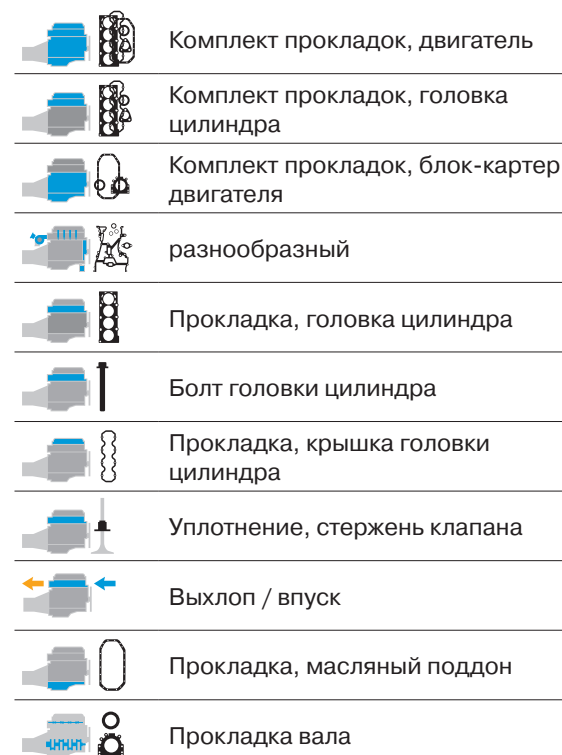 Комплект прокладок, двигатель
Комплект прокладок, головка
цилиндра
Комплект прокладок, блок-картер
двигателя
разнообразный
Прокладка, головка цилиндра
Болт головки цилиндра
Прокладка, крышка головки
цилиндра
Уплотнение, стержень клапана
Выхлоп / впуск
Прокладка, масляный поддон
Прокладка вала